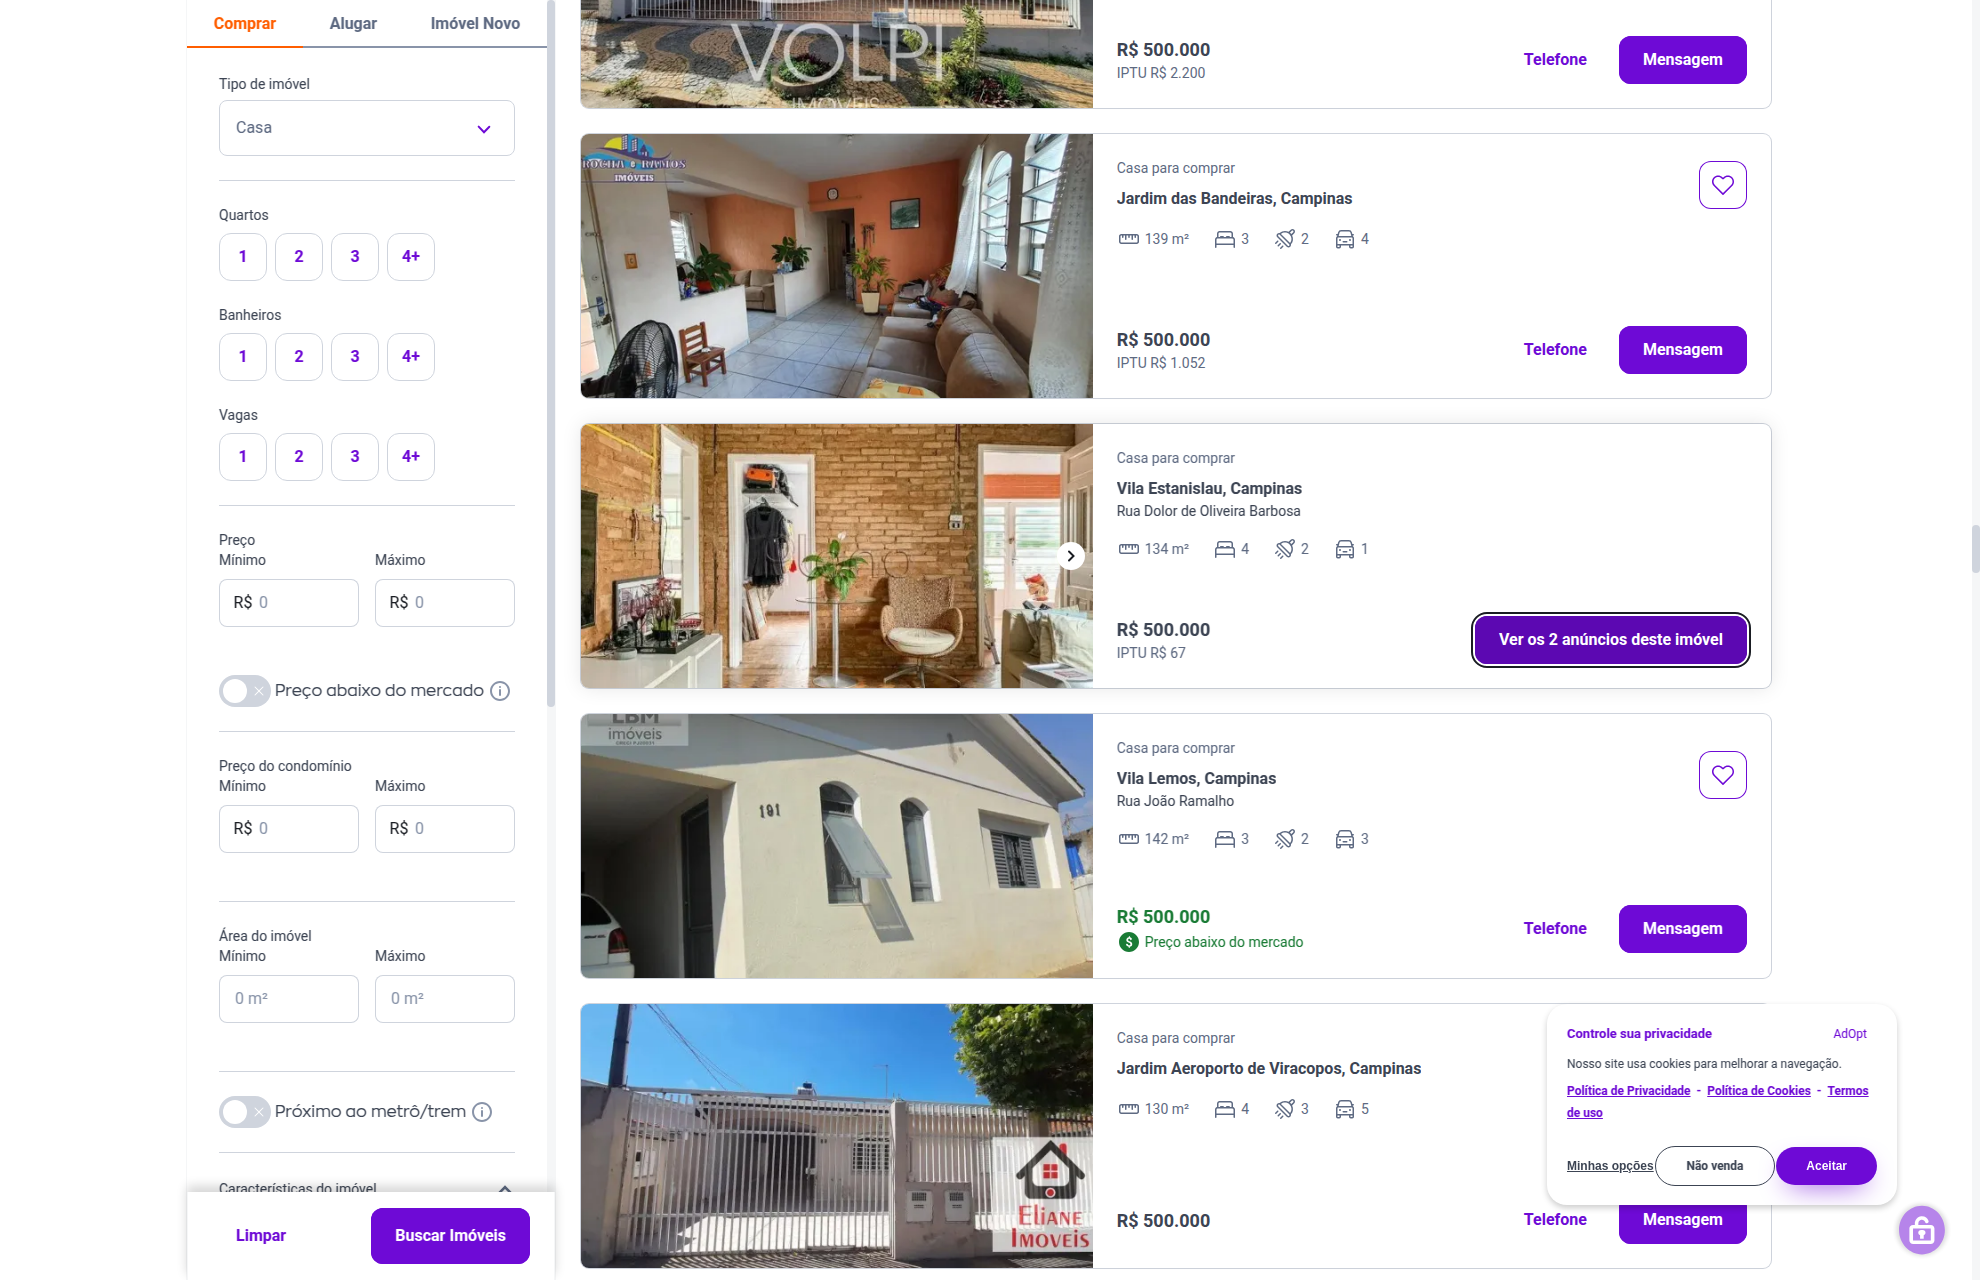 Comprar
Alugar
Imóvel Novo
Tipo de imóvel
Casa
Quartos
1
2
3
4+
Banheiros
1
2
3
4+
Vagas
1
2
3
4+
Preço
Mínimo
Máximo
R$ 0
R$ 0
Preço abaixo do mercado
Preço do condomínio
Mínimo
Máximo
R$ 0
R$ 0
Área do imóvel
Mínimo
Máximo
0 m²
0 m²
Próximo ao metrô/trem
Características do imóvel
Limpar
Buscar Imóveis
VOLPI
IMÓVEIS
R$ 500.000
IPTU R$ 2.200
Telefone
Mensagem
ROCHA & RAMOS
IMÓVEIS
Casa para comprar
Jardim das Bandeiras, Campinas
139 m²
3
2
4
R$ 500.000
IPTU R$ 1.052
Telefone
Mensagem
Casa para comprar
Vila Estanislau, Campinas
Rua Dolor de Oliveira Barbosa
134 m²
4
2
1
R$ 500.000
IPTU R$ 67
Ver os 2 anúncios deste imóvel
LBM
imóveis
191
Casa para comprar
Vila Lemos, Campinas
Rua João Ramalho
142 m²
3
2
3
R$ 500.000
$ Preço abaixo do mercado
Telefone
Mensagem
ELIANE
IMOVEIS
Casa para comprar
Jardim Aeroporto de Viracopos, Campinas
130 m²
4
3
5
R$ 500.000
Telefone
Mensagem
Controle sua privacidade
AdOpt
Nosso site usa cookies para melhorar a navegação.
Política de Privacidade - Política de Cookies - Termos
de uso
Minhas opções
Não venda
Aceitar